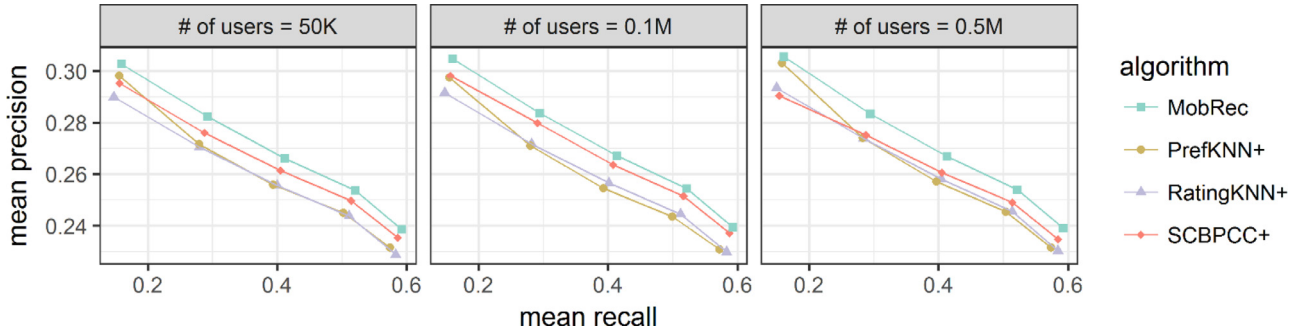 # of users = 50K
# of users = 0.1M
# of users = 0.5M
mean precision
0.30
0.28
0.26
0.24
0.2 0.4 0.6
0.2 0.4 0.6
0.2 0.4 0.6
mean recall
algorithm
MobRec
PrefKNN+
RatingKNN+
SCBPCC+